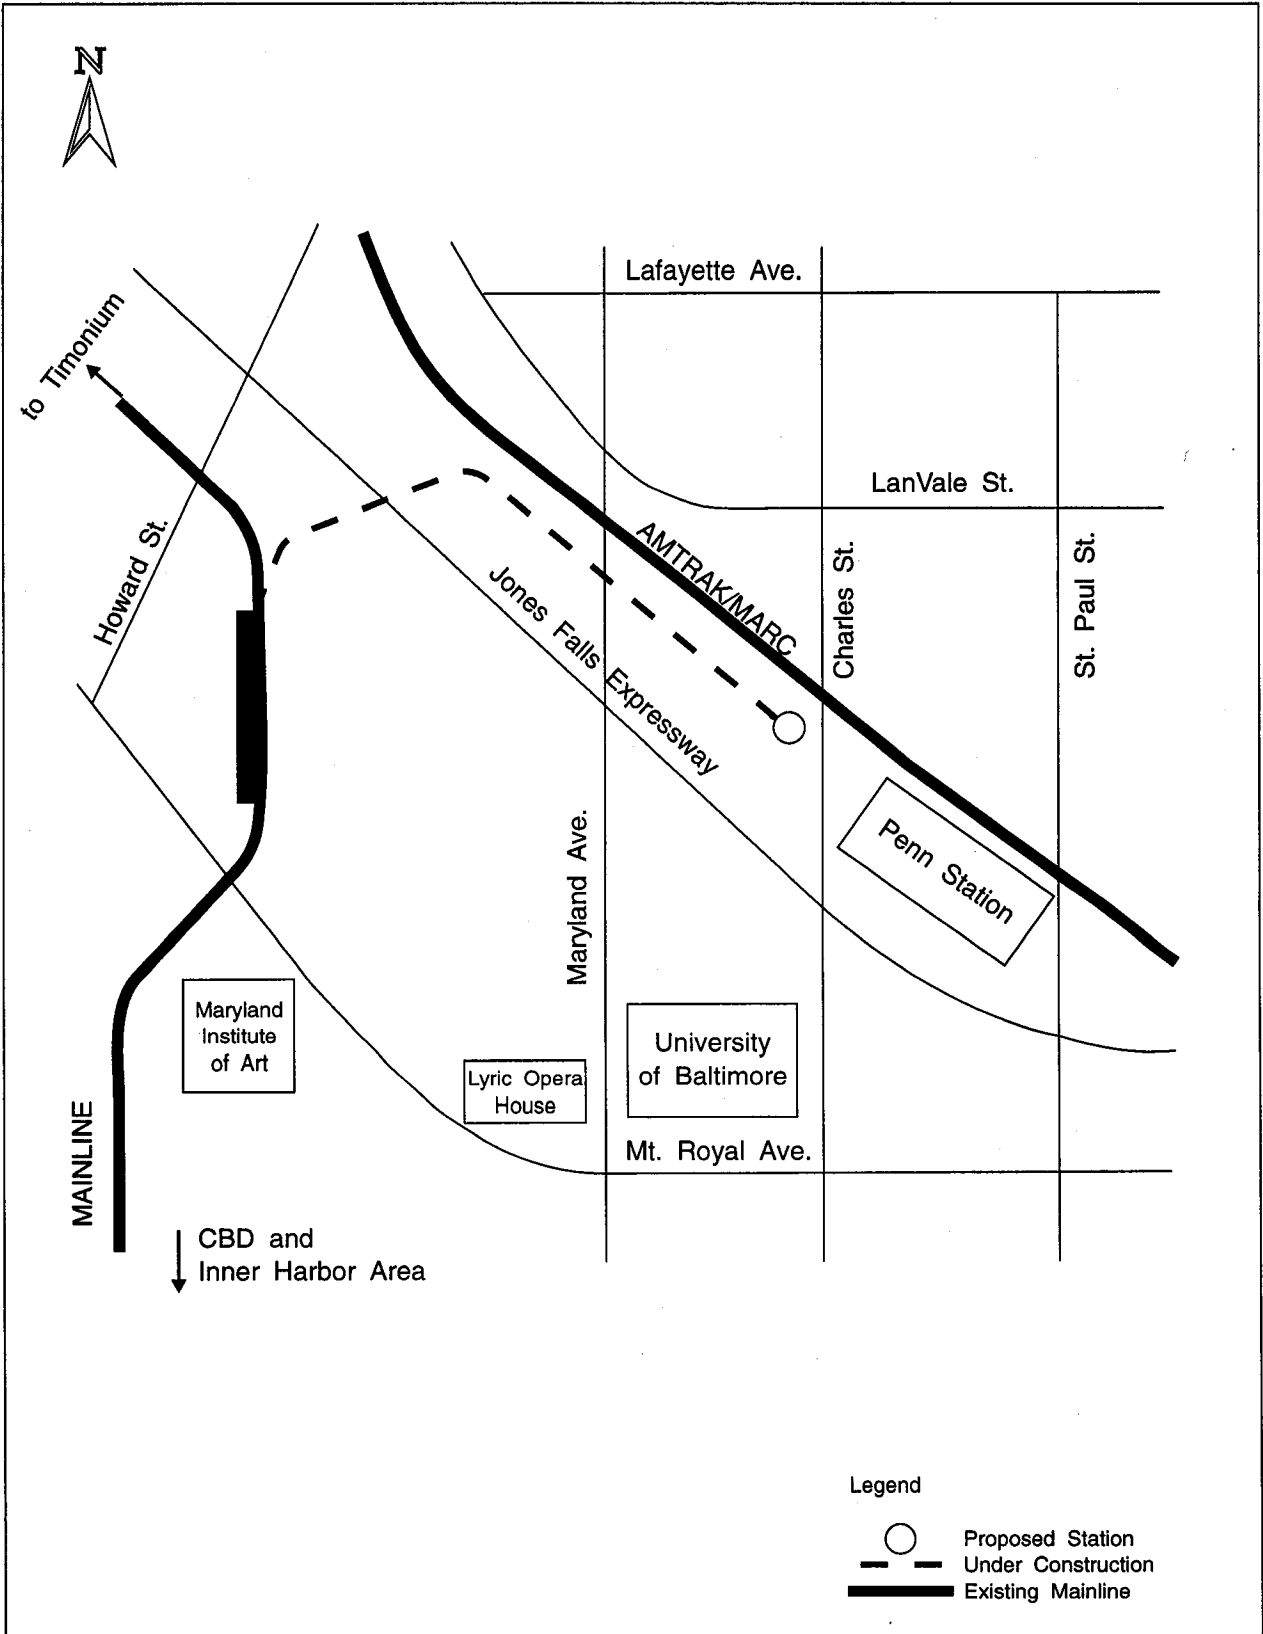 N
Lafayette Ave.
to Timonium
LanVale St.
Howard St.
AMTRAK/MARC
Jones Falls Expressway
Charles St.
St. Paul St.
Maryland Ave.
Penn Station
Maryland
Institute
of Art
Lyric Opera
House
University
of Baltimore
Mt. Royal Ave.
MAINLINE
CBD and
Inner Harbor Area
Legend
Proposed Station
Under Construction
Existing Mainline